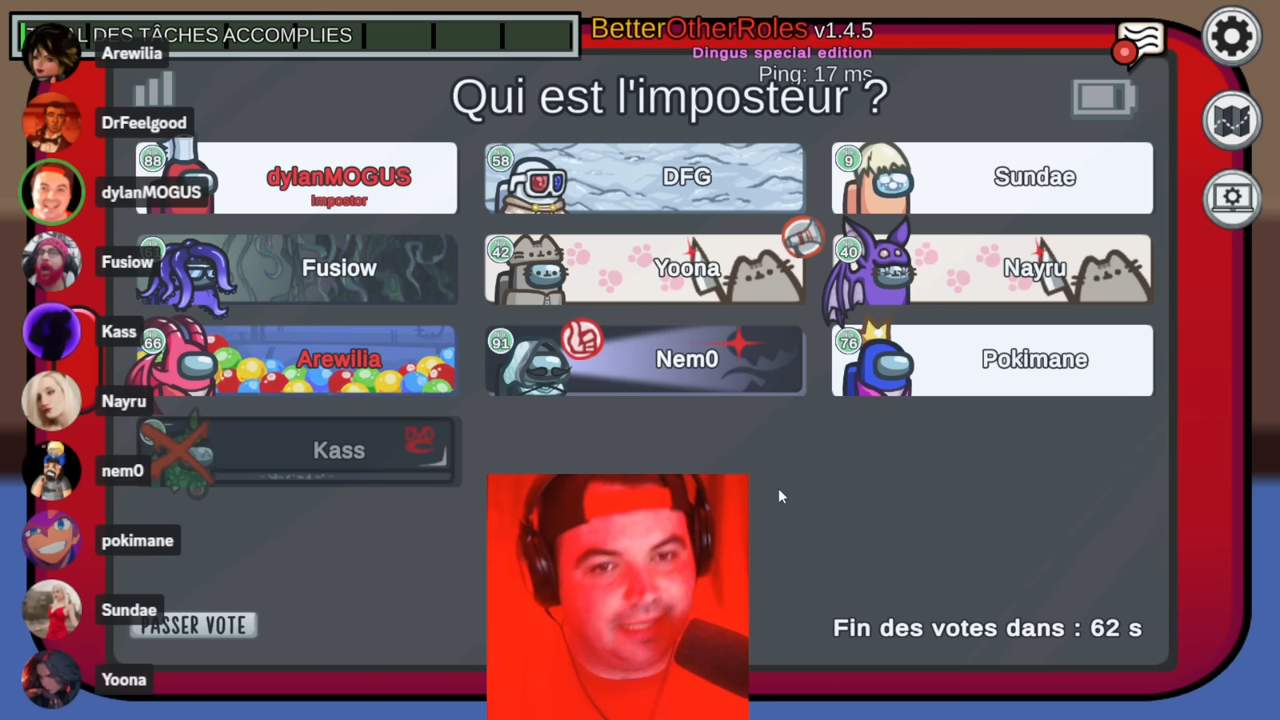 TOTAL DES TÂCHES ACCOMPLIES
BetterOtherRoles v1.4.5
Dingus special edition
Ping: 17 ms
Qui est l'imposteur ?
Arewilia
DrFeelgood
dylanMOGUS
Fusiow
Kass
Nayru
nem0
pokimane
Sundae
Yoona
88
dylanMOGUS
Impostor
58
DFG
9
Sundae
Fusiow
42
Yoona
40
Nayru
66
Arewilia
91
Nem0
76
Pokimane
Kass
DVD
PASSER VOTE
Fin des votes dans : 62 s